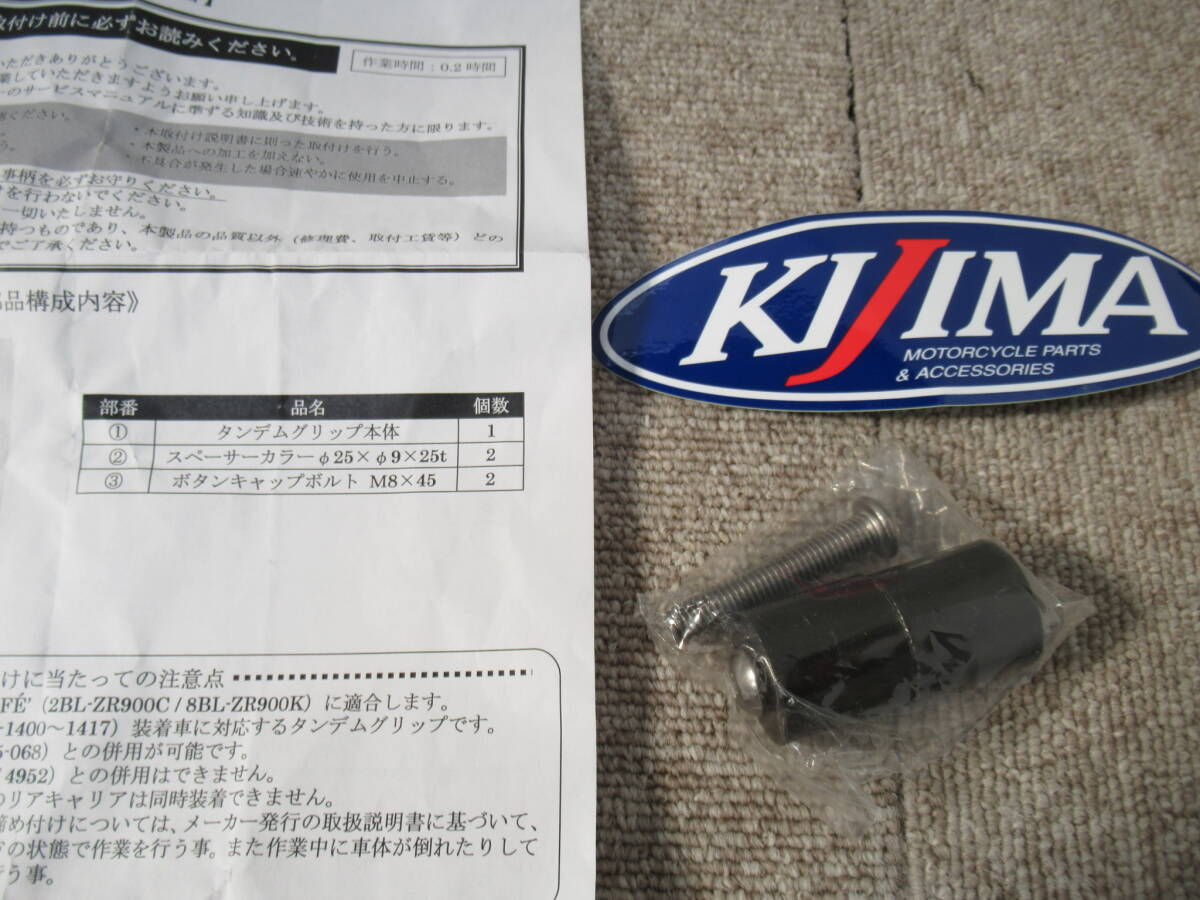 取付け前に必ずお読みください。
作業時間：0.2 時間
いただきありがとうございます。
業していただきますようお願い申し上げます。
ーのサービスマニュアルに準ずる知識及び技術を持った方に限ります。
ください。
・本取付け説明書に則った取付けを行う。
う。
・本製品への加工を加えない。
・不具合が発生した場合速やかに使用を中止する。
事柄を必ずお守りください。
けを行わないでください。
一切いたしません。
持つものであり、本製品の品質以外（修理費、取付工賃等）との
でご了承ください。
品構成内容》
部番 品名 個数
① タンデムグリップ本体 1
② スペーサーカラーφ25×φ9×25t 2
③ ボタンキャップボルト M8×45 2
けに当たっての注意点
FÉ’（2BL-ZR900C / 8BL-ZR900K）に適合します。
-1400～1417）装着車に対応するタンデムグリップです。
5-068）との併用が可能です。
4952）との併用はできません。
のリアキャリアは同時装着できません。
締め付けについては、メーカー発行の取扱説明書に基づいて、
の状態で作業を行う事。また作業中に車体が倒れたりして
行う事。
KIJIMA
MOTORCYCLE PARTS
& ACCESSORIES